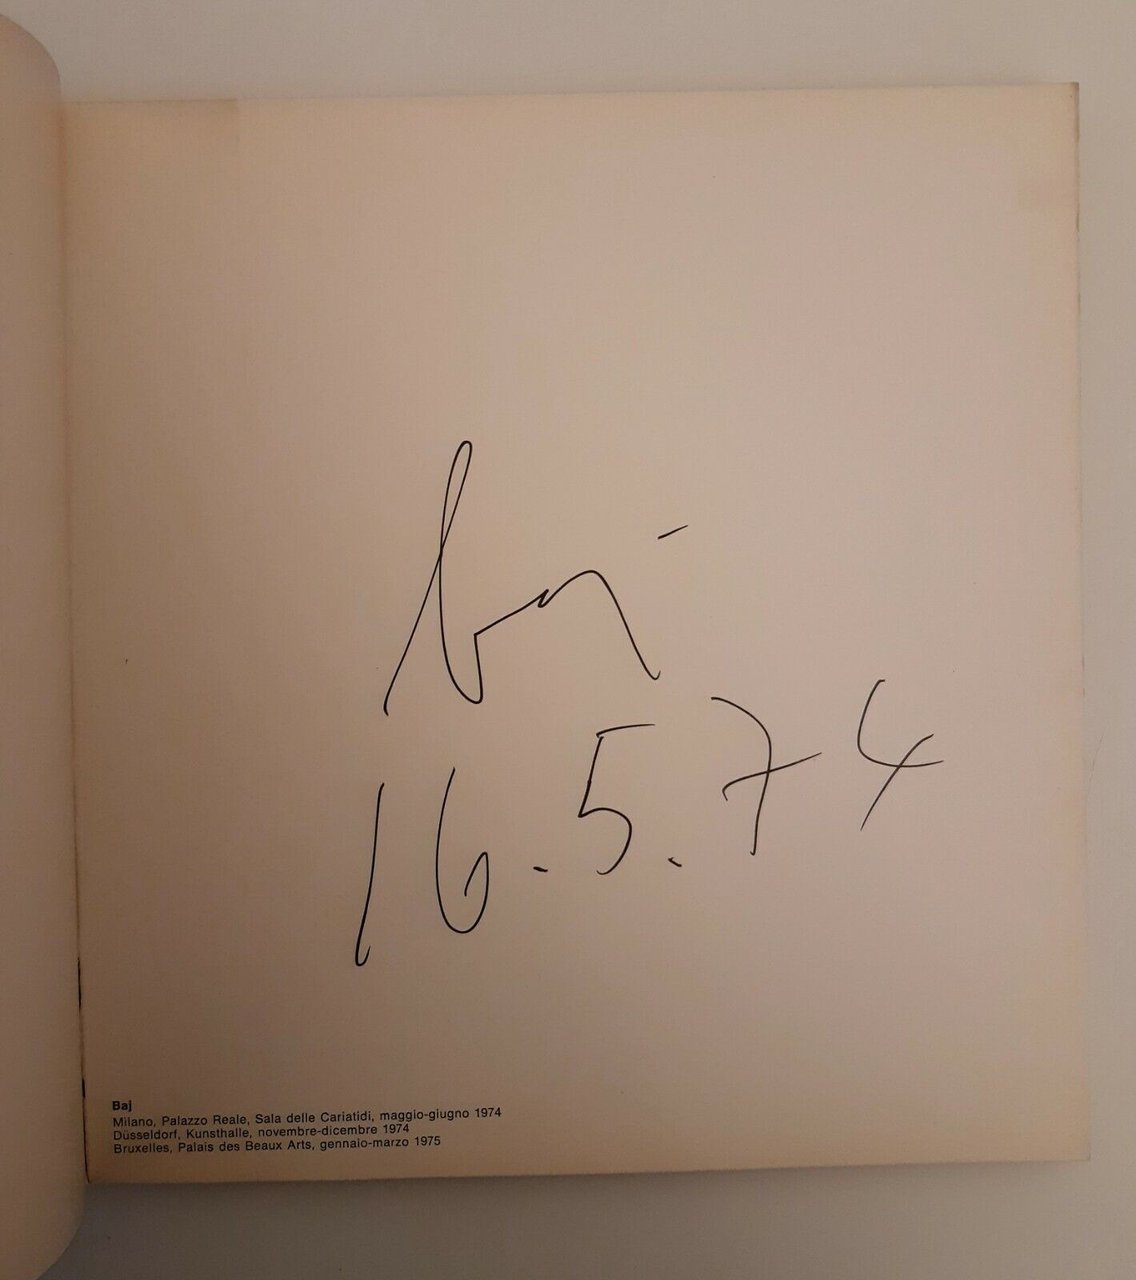 baj
16.5.74
Baj
Milano, Palazzo Reale, Sala delle Cariatidi, maggio-giugno 1974
Düsseldorf, Kunsthalle, novembre-dicembre 1974
Bruxelles, Palais des Beaux Arts, gennaio-marzo 1975